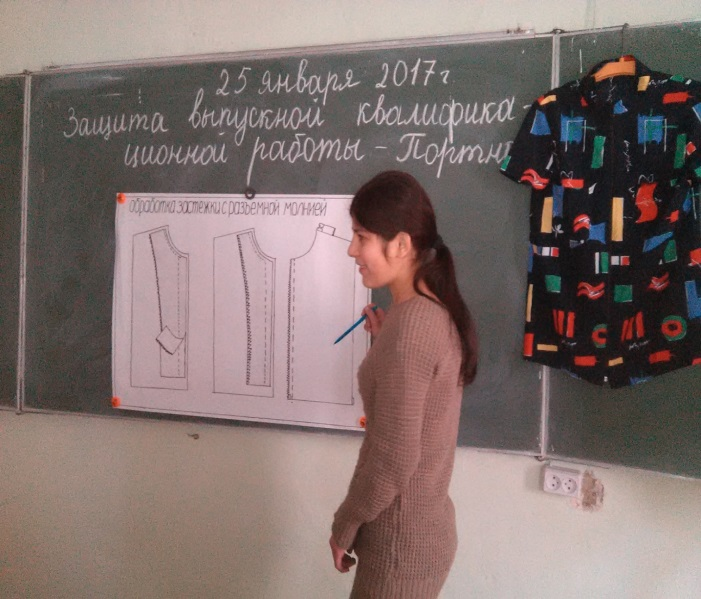 25 января 2017г
Защита выпускной квалифика-
ционной работы - Портн
обработка застежки с разъемной молнией